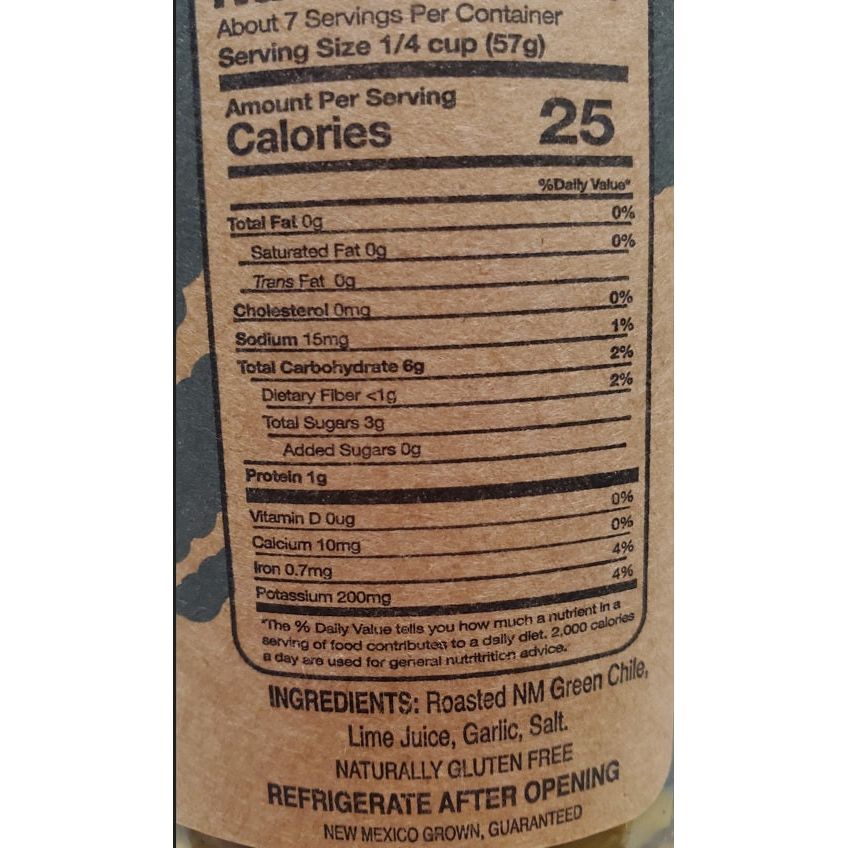 About 7 Servings Per Container
Serving Size 1/4 cup (57g)
Amount Per Serving
Calories 25
%Daily Value*
Total Fat 0g 0%
Saturated Fat 0g 0%
Trans Fat 0g
Cholesterol 0mg 0%
Sodium 15mg 1%
Total Carbohydrate 6g 2%
Dietary Fiber <1g 2%
Total Sugars 3g
Added Sugars 0g
Protein 1g
Vitamin D 0ug 0%
Calcium 10mg 0%
Iron 0.7mg 4%
Potassium 200mg 4%
*The % Daily Value tells you how much a nutrient in a
serving of food contributes to a daily diet. 2,000 calories
a day are used for general nutritrition advice.
INGREDIENTS: Roasted NM Green Chile,
Lime Juice, Garlic, Salt.
NATURALLY GLUTEN FREE
REFRIGERATE AFTER OPENING
NEW MEXICO GROWN, GUARANTEED